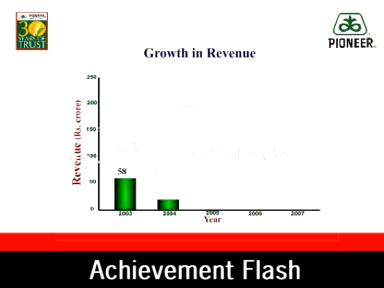 PIONEER
30
YEARS OF
TRUST
PIONEER
Growth in Revenue
Revenue (Rs. crore)
250
200
150
100
50
0
58
2003 2004 2005 2006 2007
Year
Achievement Flash